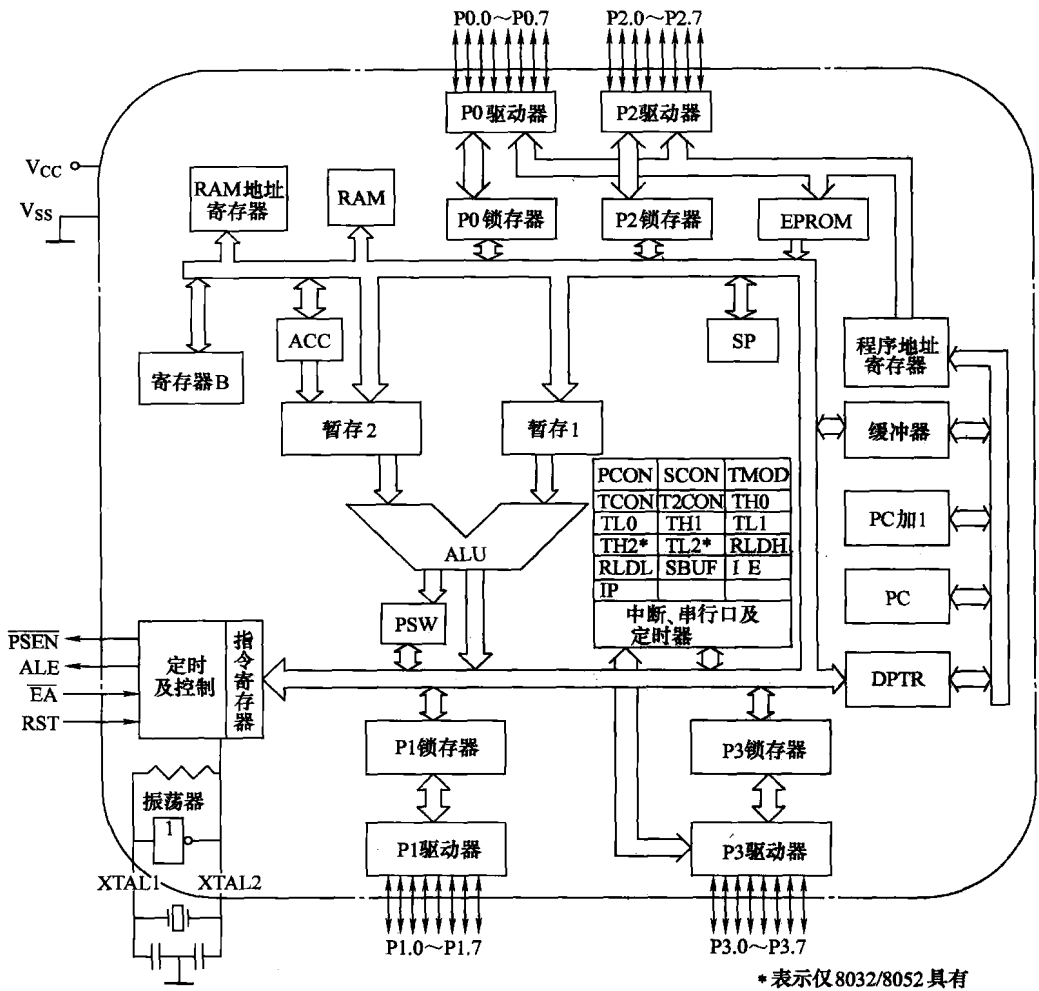 P0.0～P0.7
P2.0～P2.7
P0驱动器
P2驱动器
VCC
VSS
RAM地址
寄存器
RAM
P0锁存器
P2锁存器
EPROM
ACC
SP
程序地址
寄存器
寄存器B
暂存2
暂存1
缓冲器
PCON SCON TMOD
TCON T2CON TH0
TL0 TH1 TL1
TH2* TL2* RLDH
RLDL SBUF I E
IP
中断、串行口及
定时器
PC加1
ALU
PC
PSW
PSEN
ALE
EA
RST
定时
及控制
指令寄存器
DPTR
P1锁存器
P3锁存器
振荡器
1
P1驱动器
P3驱动器
XTAL1
XTAL2
P1.0～P1.7
P3.0～P3.7
*表示仅8032/8052具有